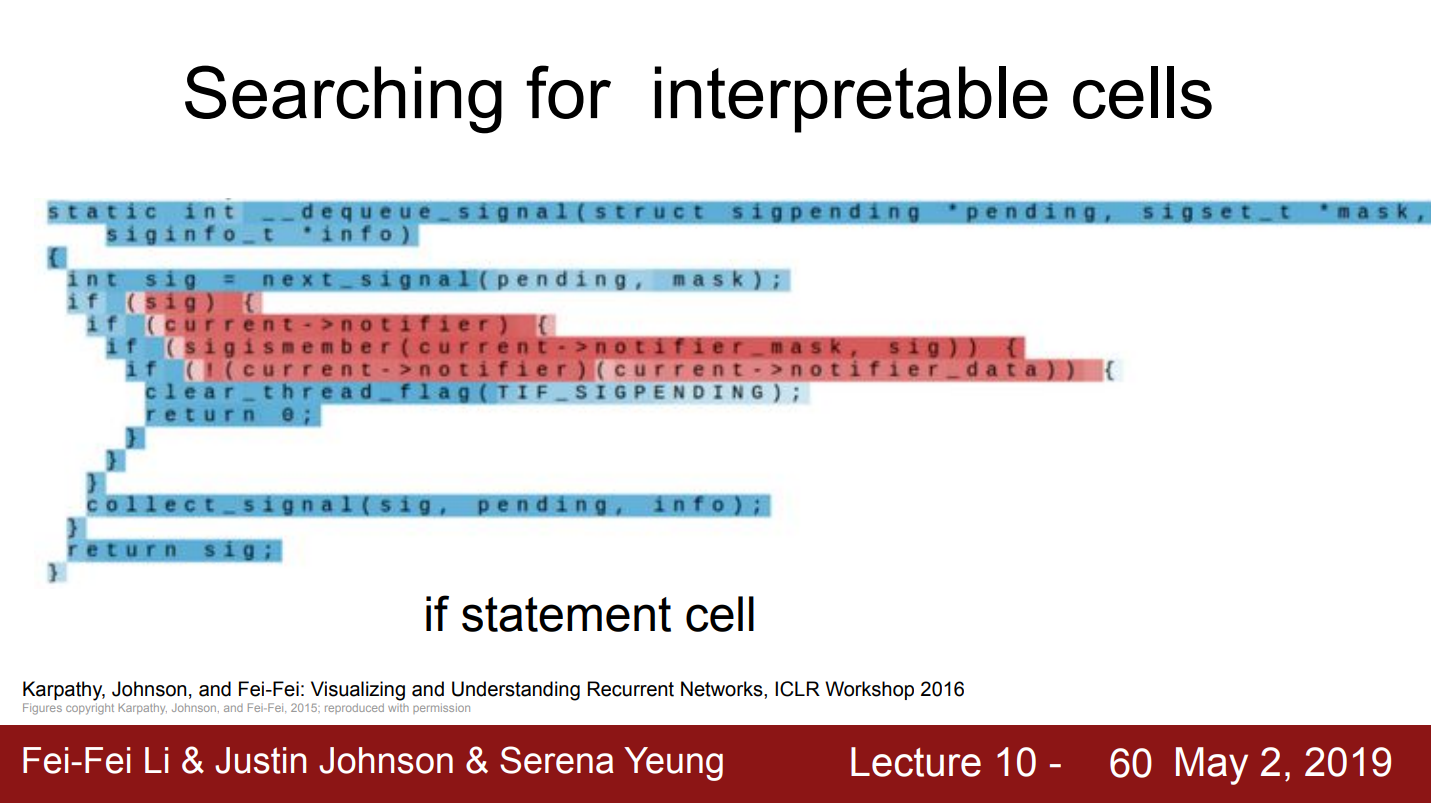 Searching for interpretable cells
static int __dequeue_signal(struct sigpending *pending, sigset_t *mask,
siginfo_t *info)
{
int sig = next_signal(pending, mask);
if (sig) {
if (current->notifier) {
if (sigismember(current->notifier_mask, sig)) {
if (!(current->notifier)(current->notifier_data)) {
clear_thread_flag(TIF_SIGPENDING);
return 0;
}
}
}
collect_signal(sig, pending, info);
}
return sig;
}
if statement cell
Karpathy, Johnson, and Fei-Fei: Visualizing and Understanding Recurrent Networks, ICLR Workshop 2016
Figures copyright Karpathy, Johnson, and Fei-Fei, 2015; reproduced with permission
Fei-Fei Li & Justin Johnson & Serena Yeung Lecture 10 - 60 May 2, 2019